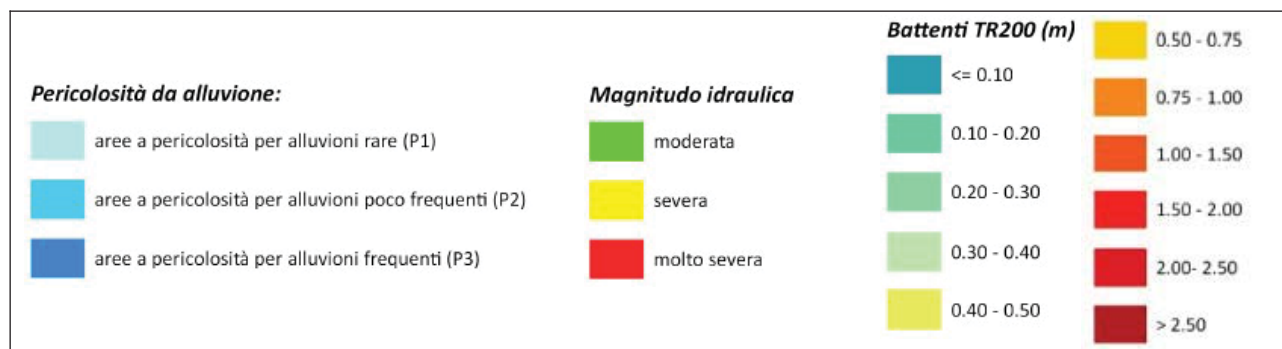 Pericolosità da alluvione:
aree a pericolosità per alluvioni rare (P1)
aree a pericolosità per alluvioni poco frequenti (P2)
aree a pericolosità per alluvioni frequenti (P3)
Magnitudo idraulica
moderata
severa
molto severa
Battenti TR200 (m)
<= 0.10
0.10 - 0.20
0.20 - 0.30
0.30 - 0.40
0.40 - 0.50
0.50 - 0.75
0.75 - 1.00
1.00 - 1.50
1.50 - 2.00
2.00- 2.50
> 2.50